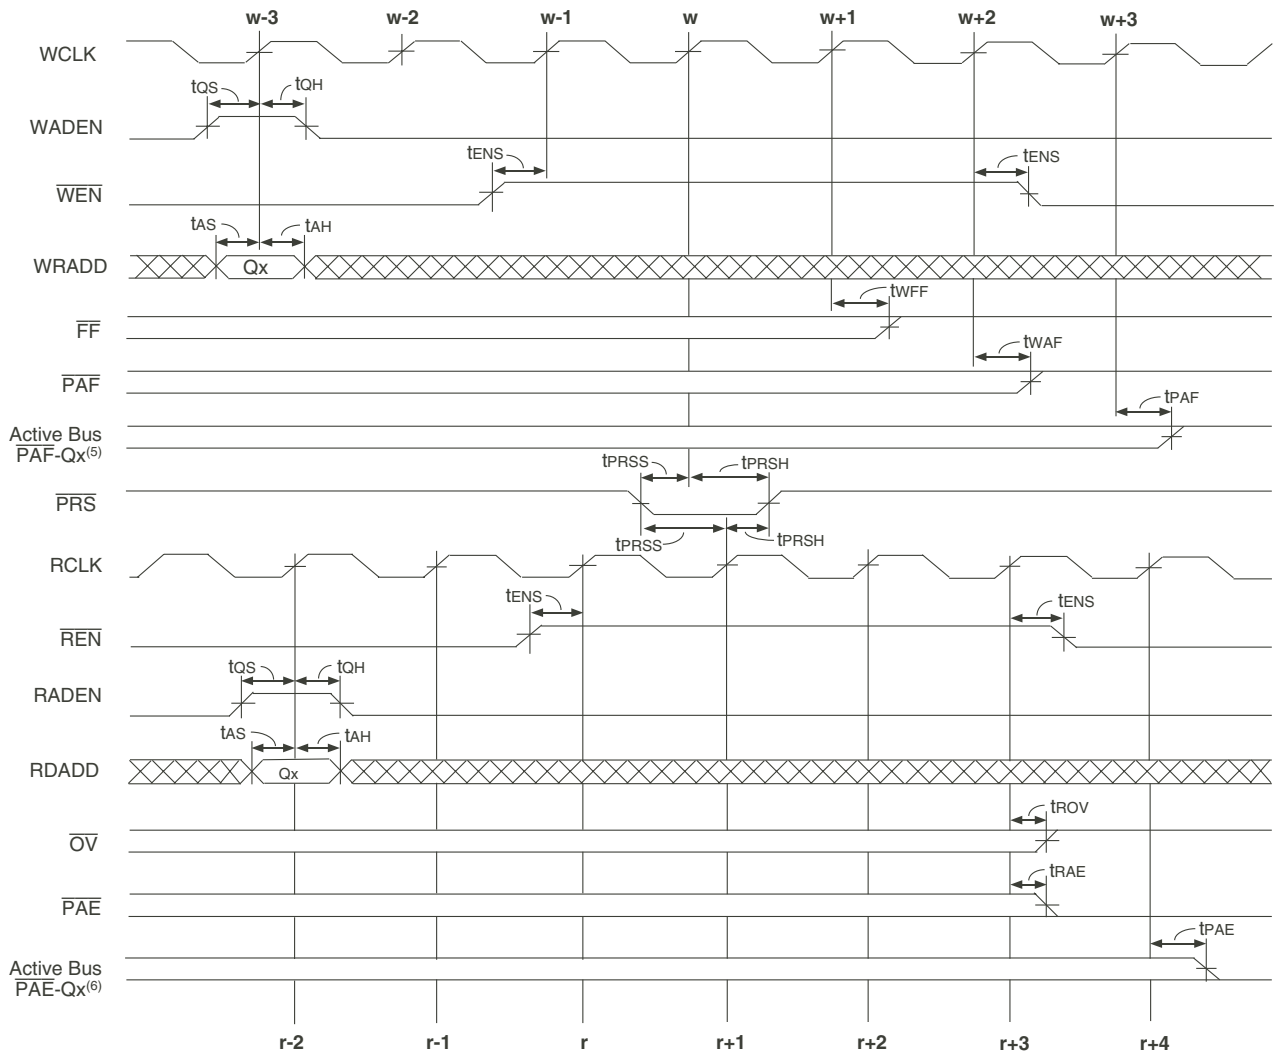 w-3 w-2 w-1 w w+1 w+2 w+3
WCLK
tQS tQH
WADEN
tENS tENS
WEN
tAS tAH
WRADD Qx
tWFF
FF
tWAF
PAF
tPAF
Active Bus
PAF-Qx(5)
tPRSS tPRSH
PRS
tPRSS tPRSH
RCLK
tENS tENS
REN
tQS tQH
RADEN
tAS tAH
RDADD Qx
tROV
OV
tRAE
PAE
tPAE
Active Bus
PAE-Qx(6)
r-2 r-1 r r+1 r+2 r+3 r+4